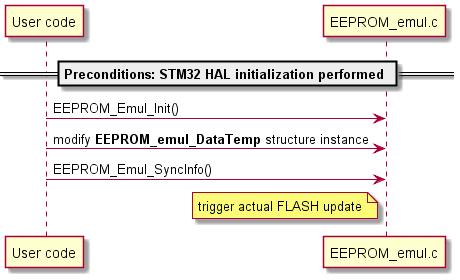 User code
EEPROM_emul.c
Preconditions: STM32 HAL initialization performed
EEPROM_Emul_Init()
modify EEPROM_emul_DataTemp structure instance
EEPROM_Emul_SyncInfo()
trigger actual FLASH update
User code
EEPROM_emul.c